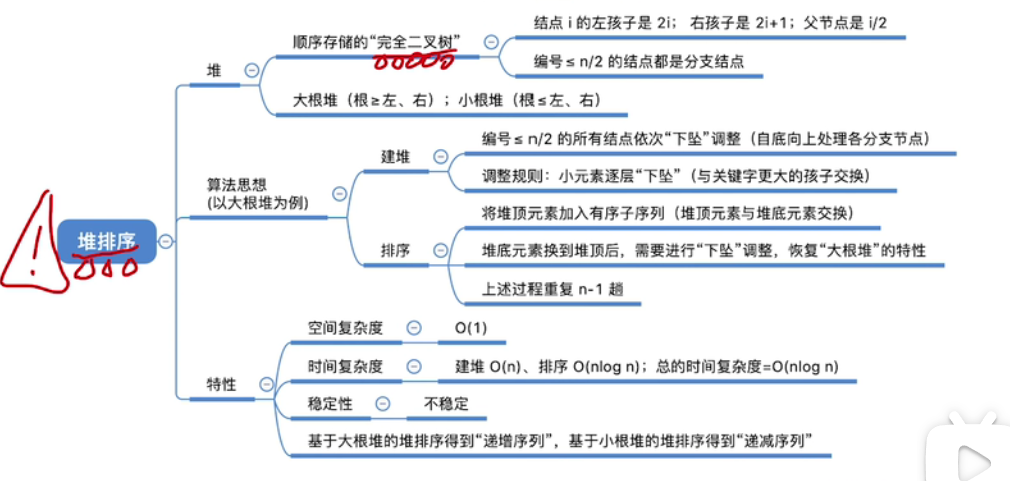 堆排序
堆
顺序存储的“完全二叉树”
结点 i 的左孩子是 2i； 右孩子是 2i+1；父节点是 i/2
编号≤ n/2 的结点都是分支结点
大根堆（根≥左、右）；小根堆（根≤左、右）
算法思想
(以大根堆为例)
建堆
编号≤ n/2 的所有结点依次“下坠”调整（自底向上处理各分支节点）
调整规则：小元素逐层“下坠”（与关键字更大的孩子交换）
排序
将堆顶元素加入有序子序列（堆顶元素与堆底元素交换）
堆底元素换到堆顶后，需要进行“下坠”调整，恢复“大根堆”的特性
上述过程重复 n-1 趟
特性
空间复杂度
O(1)
时间复杂度
建堆 O(n)、排序 O(nlog n)；总的时间复杂度=O(nlog n)
稳定性
不稳定
基于大根堆的堆排序得到“递增序列”，基于小根堆的堆排序得到“递减序列”